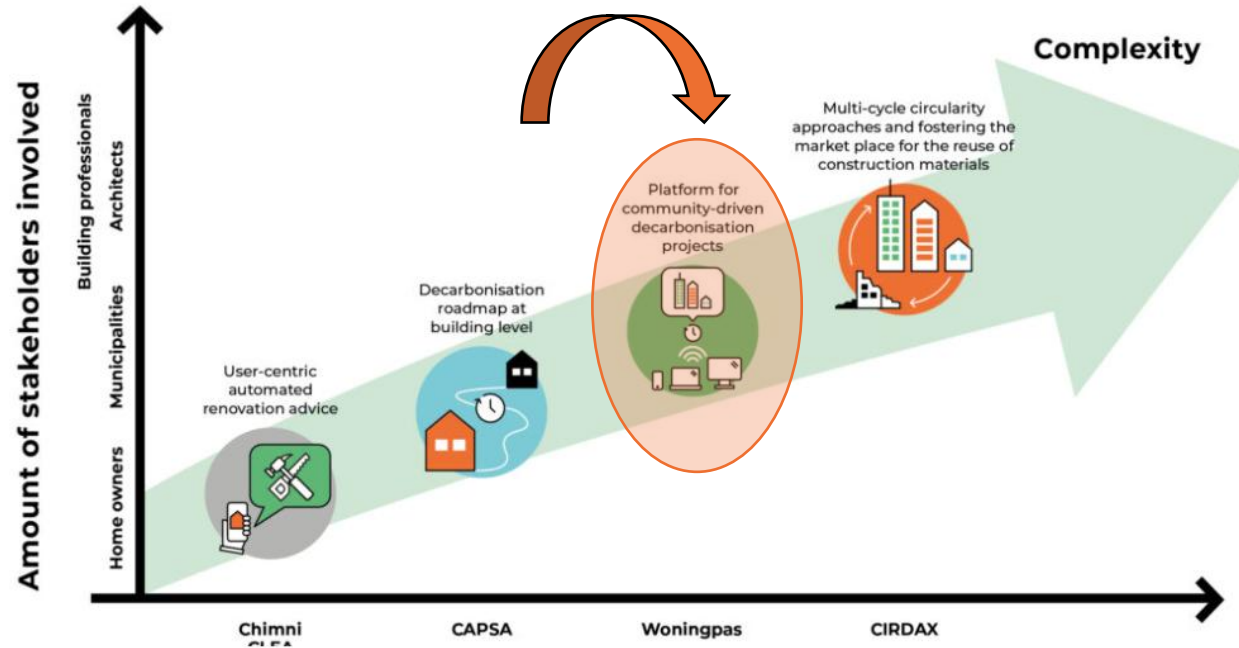 Complexity
Amount of stakeholders involved
Building professionals
Architects
Municipalities
Home owners
Multi-cycle circularity
approaches and fostering the
market place for the reuse of
construction materials
Platform for
community-driven
decarbonisation
projects
Decarbonisation
roadmap at
building level
User-centric
automated
renovation advice
Chimni
CAPSA
Woningpas
CIRDAX